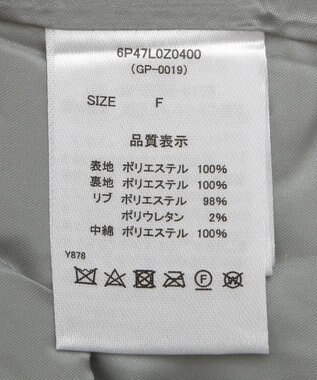 6P47L0Z0400
(GP-0019)
SIZE F
品質表示
表地 ポリエステル 100%
裏地 ポリエステル 100%
リブ ポリエステル 98%
ポリウレタン 2%
中綿 ポリエステル 100%
Y878
F W